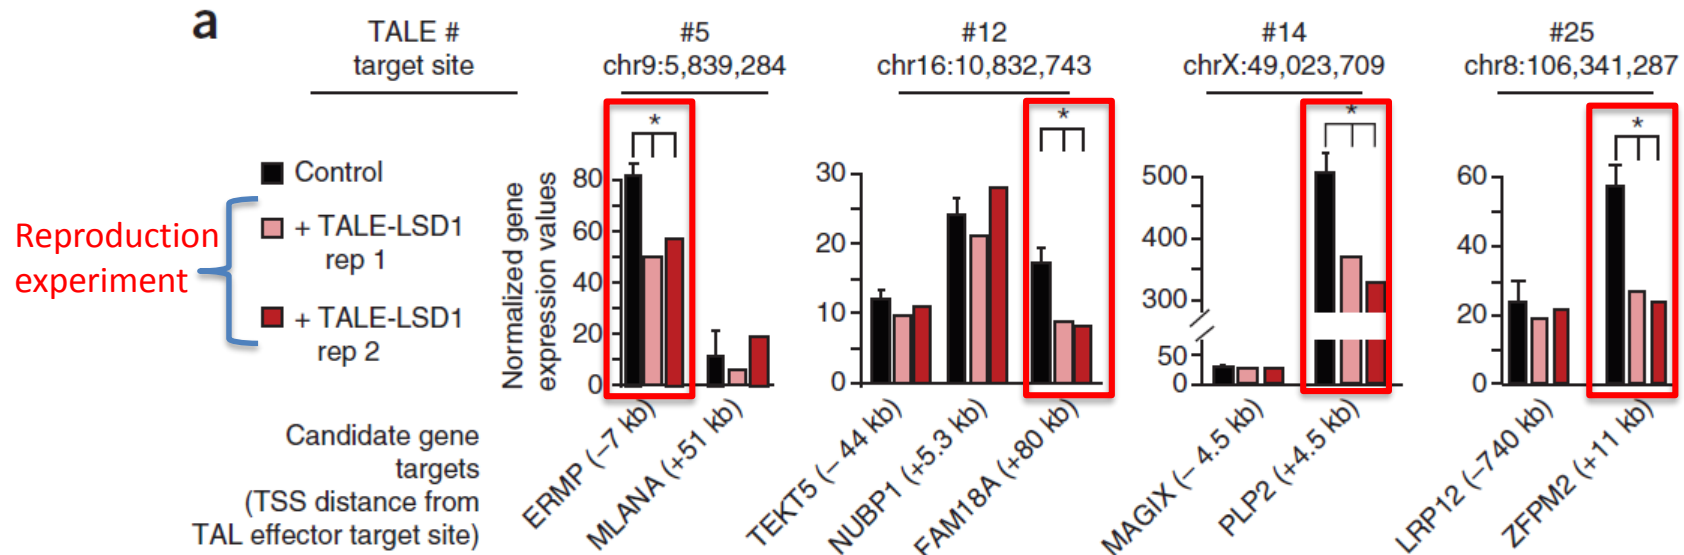 a
TALE #
target site
#5
chr9:5,839,284
#12
chr16:10,832,743
#14
chrX:49,023,709
#25
chr8:106,341,287
Control
+ TALE-LSD1
rep 1
+ TALE-LSD1
rep 2
Reproduction
experiment
Normalized gene
expression values
80
60
40
20
0
*
30
20
10
0
*
500
400
300
50
0
*
60
40
20
0
*
Candidate gene
targets
(TSS distance from
TAL effector target site)
ERMP (–7 kb)
MLANA (+51 kb)
TEKT5 (– 44 kb)
NUBP1 (+5.3 kb)
FAM18A (+80 kb)
MAGIX (– 4.5 kb)
PLP2 (+4.5 kb)
LRP12 (–740 kb)
ZFPM2 (+11 kb)